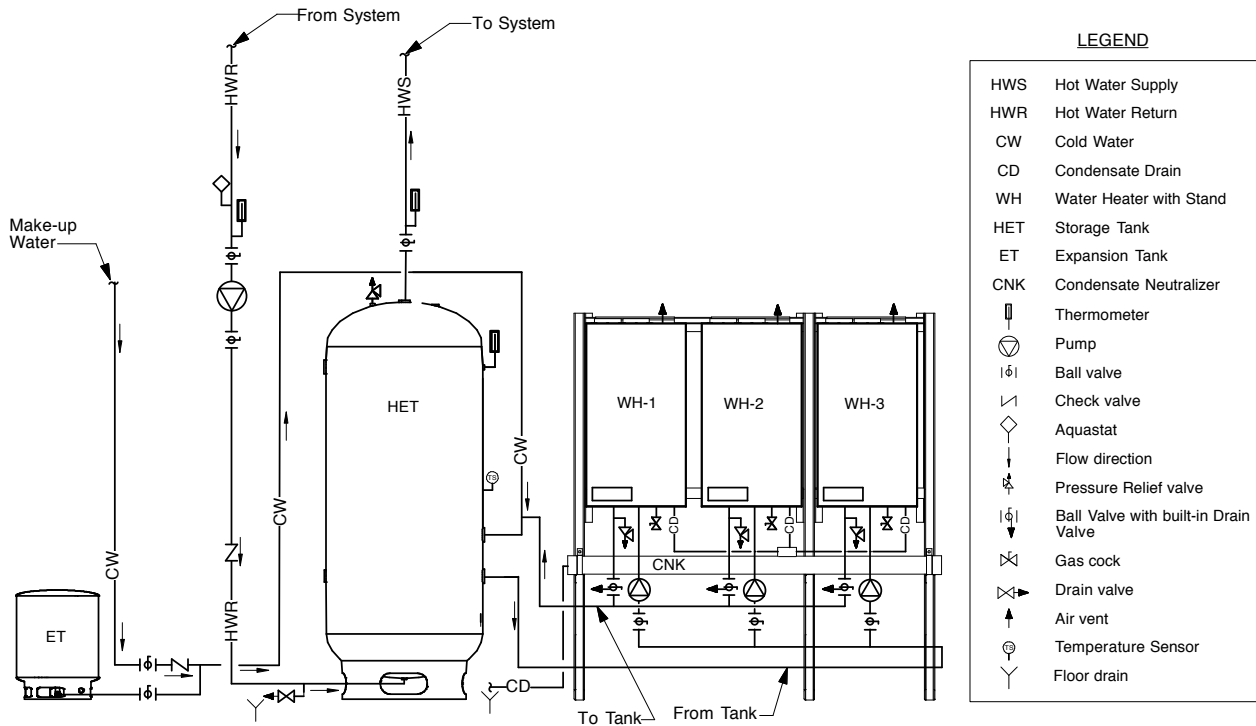 From System
To System
HWR
HWS
Make-up
Water
CW
CW
CW
HWR
HET
ET
TS
WH-1
WH-2
WH-3
CD
CD
CD
CNK
CD
To Tank
From Tank
LEGEND
HWS Hot Water Supply
HWR Hot Water Return
CW Cold Water
CD Condensate Drain
WH Water Heater with Stand
HET Storage Tank
ET Expansion Tank
CNK Condensate Neutralizer
Thermometer
Pump
Ball valve
Check valve
Aquastat
Flow direction
Pressure Relief valve
Ball Valve with built-in Drain
Valve
Gas cock
Drain valve
Air vent
TS Temperature Sensor
Floor drain